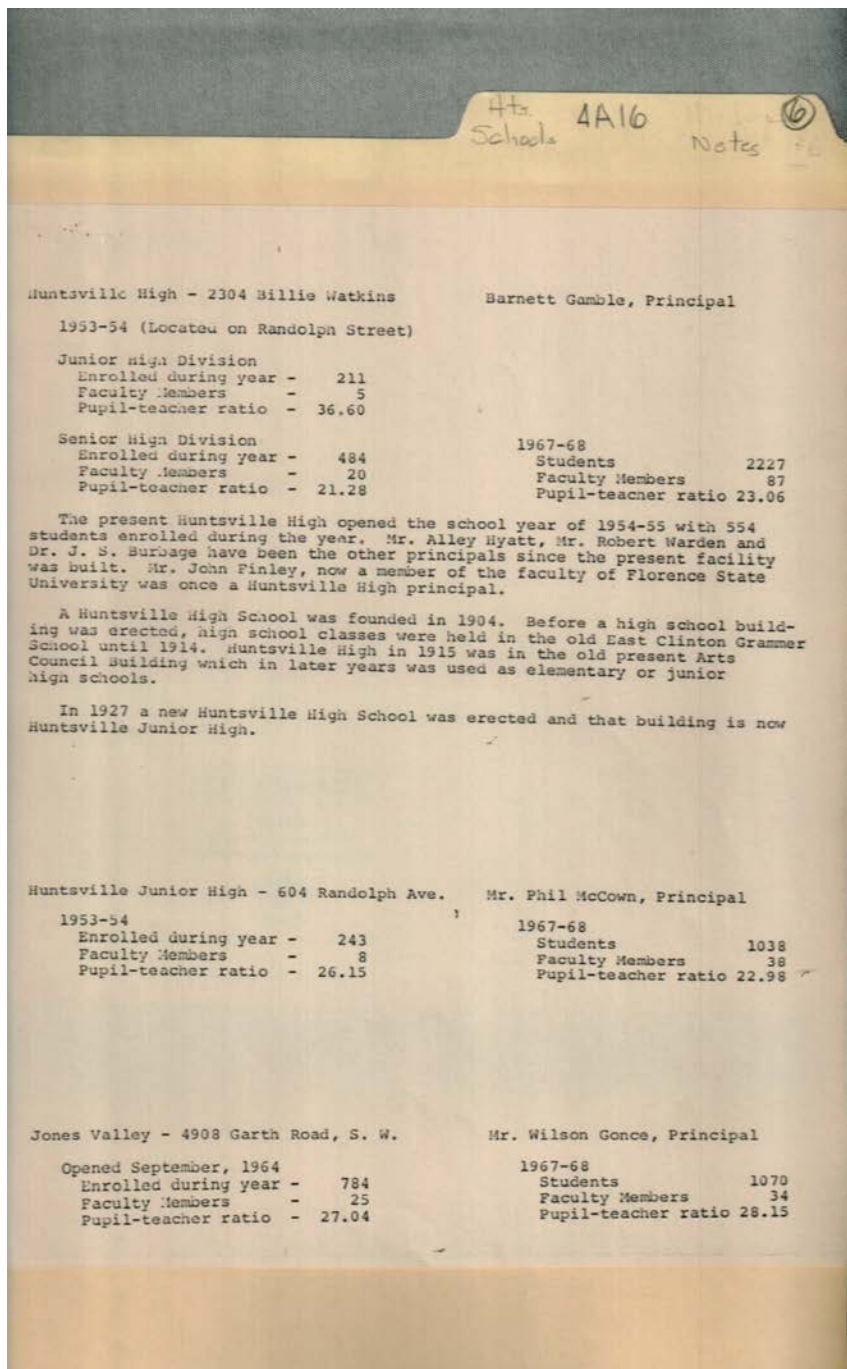 Hts. Schools 4A16 Notes 6
Huntsville High - 2304 Billie Watkins
Barnett Gamble, Principal
1953-54 (Located on Randolph Street)
Junior High Division
Enrolled during year - 211
Faculty Members - 5
Pupil-teacher ratio - 36.60
Senior High Division
Enrolled during year - 484
Faculty Members - 20
Pupil-teacher ratio - 21.28
1967-68
Students 2227
Faculty Members 87
Pupil-teacher ratio 23.06
The present Huntsville High opened the school year of 1954-55 with 554
students enrolled during the year. Mr. Alley Hyatt, Mr. Robert Warden and
Dr. J. S. Burbage have been the other principals since the present facility
was built. Mr. John Finley, now a member of the faculty of Florence State
University was once a Huntsville High principal.
A Huntsville High School was founded in 1904. Before a high school build-
ing was erected, high school classes were held in the old East Clinton Grammer
School until 1914. Huntsville High in 1915 was in the old present Arts
Council Building which in later years was used as elementary or junior
high schools.
In 1927 a new Huntsville High School was erected and that building is now
Huntsville Junior High.
Huntsville Junior High - 604 Randolph Ave.
Mr. Phil McCown, Principal
1953-54
Enrolled during year - 243
Faculty Members - 8
Pupil-teacher ratio - 26.15
1967-68
Students 1038
Faculty Members 38
Pupil-teacher ratio 22.98
Jones Valley - 4908 Garth Road, S. W.
Mr. Wilson Gonce, Principal
Opened September, 1964
Enrolled during year - 784
Faculty Members - 25
Pupil-teacher ratio - 27.04
1967-68
Students 1070
Faculty Members 34
Pupil-teacher ratio 28.15